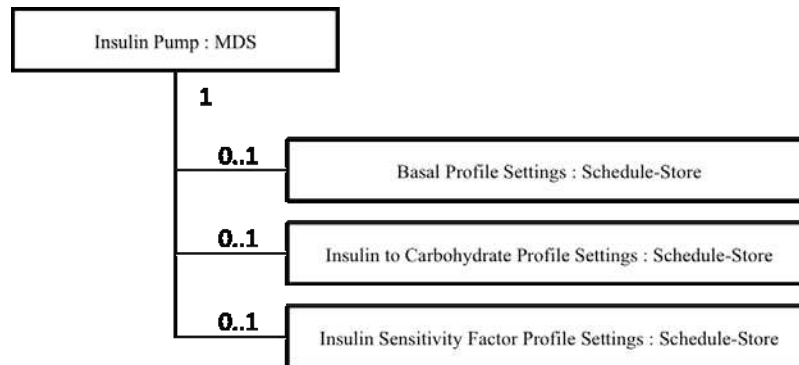 Insulin Pump : MDS
1
0..1
Basal Profile Settings : Schedule-Store
0..1
Insulin to Carbohydrate Profile Settings : Schedule-Store
0..1
Insulin Sensitivity Factor Profile Settings : Schedule-Store